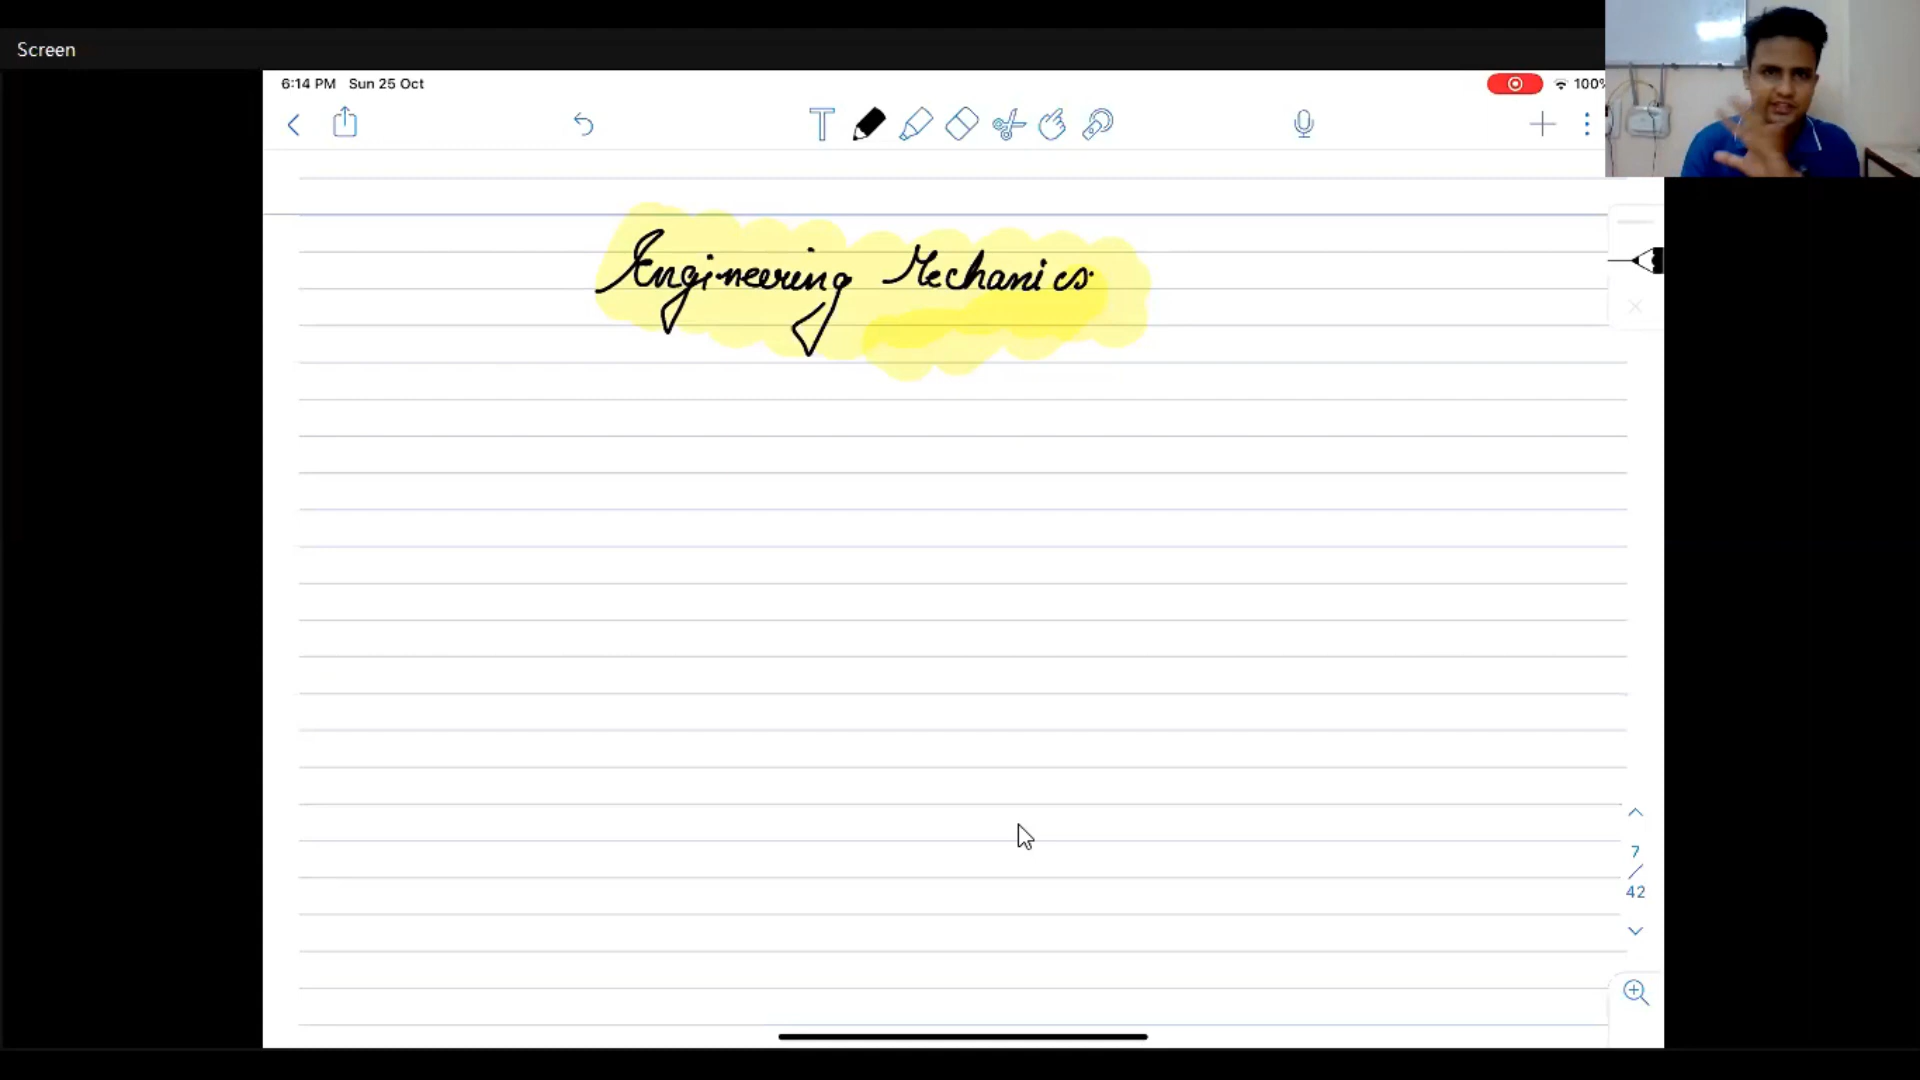 Screen
6:14 PM Sun 25 Oct
100%
Engineering Mechanics
7
/
42